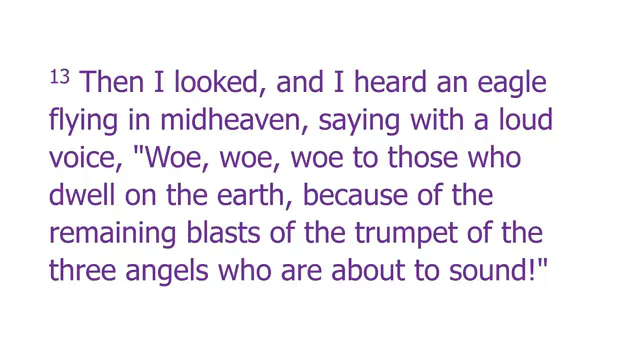 13 Then I looked, and I heard an eagle
flying in midheaven, saying with a loud
voice, "Woe, woe, woe to those who
dwell on the earth, because of the
remaining blasts of the trumpet of the
three angels who are about to sound!"